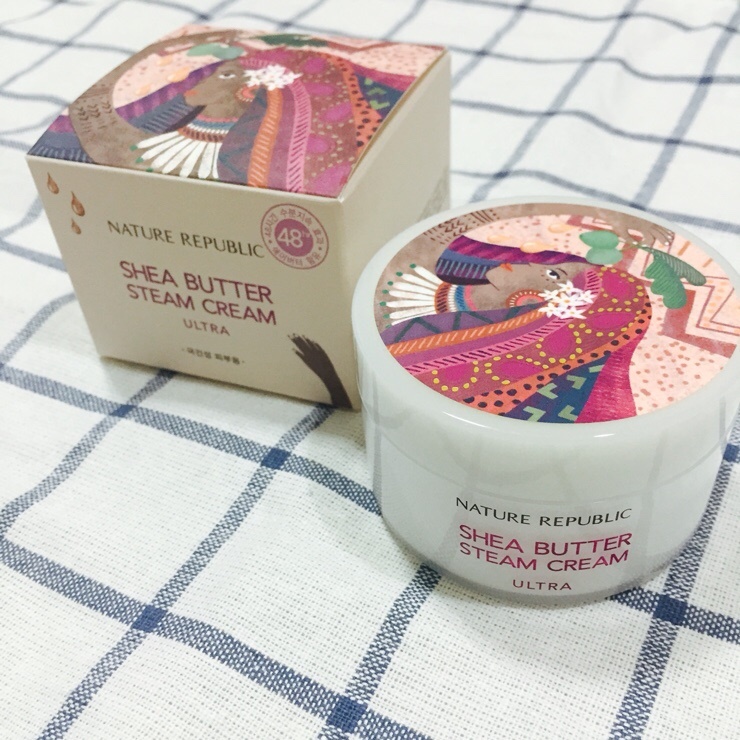 NATURE REPUBLIC
48
SHEA BUTTER
STEAM CREAM
ULTRA
NATURE REPUBLIC
SHEA BUTTER
STEAM CREAM
ULTRA